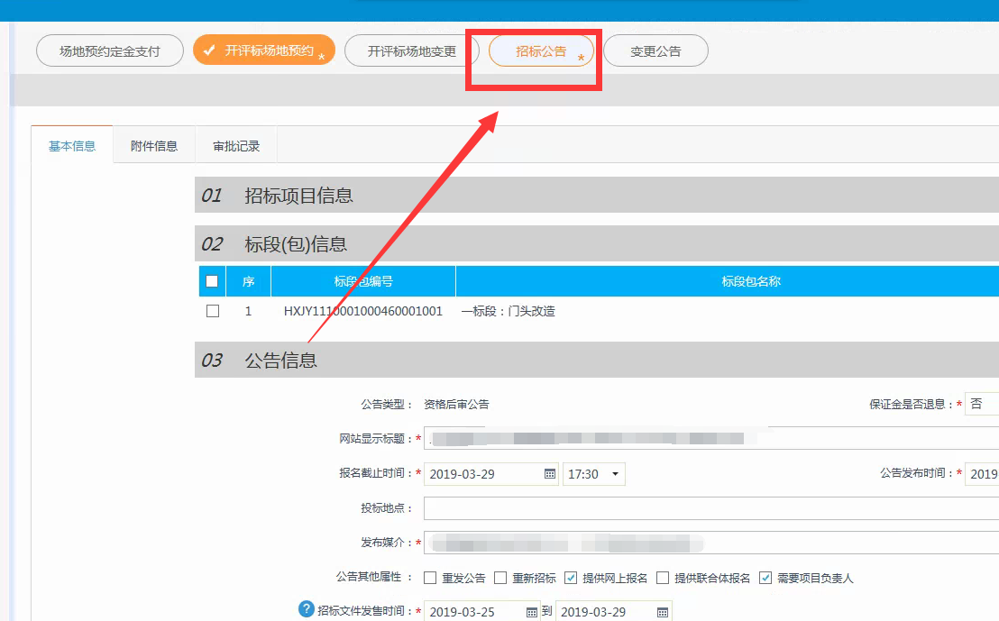 场地预约定金支付 开评标场地预约 * 开评标场地变更 招标公告 * 变更公告
基本信息 附件信息 审批记录
01 招标项目信息
02 标段(包)信息
序 标段包编号 标段包名称
1 HXJY1110001000460001001 一标段：门头改造
03 公告信息
公告类型： 资格后审公告 保证金是否退息：* 否
网站显示标题：*
报名截止时间：* 2019-03-29 17:30 公告发布时间：* 2019
投标地点：
发布媒介：*
公告其他属性： 重发公告 重新招标 提供网上报名 提供联合体报名 需要项目负责人
? 招标文件发售时间：* 2019-03-25 到 2019-03-29